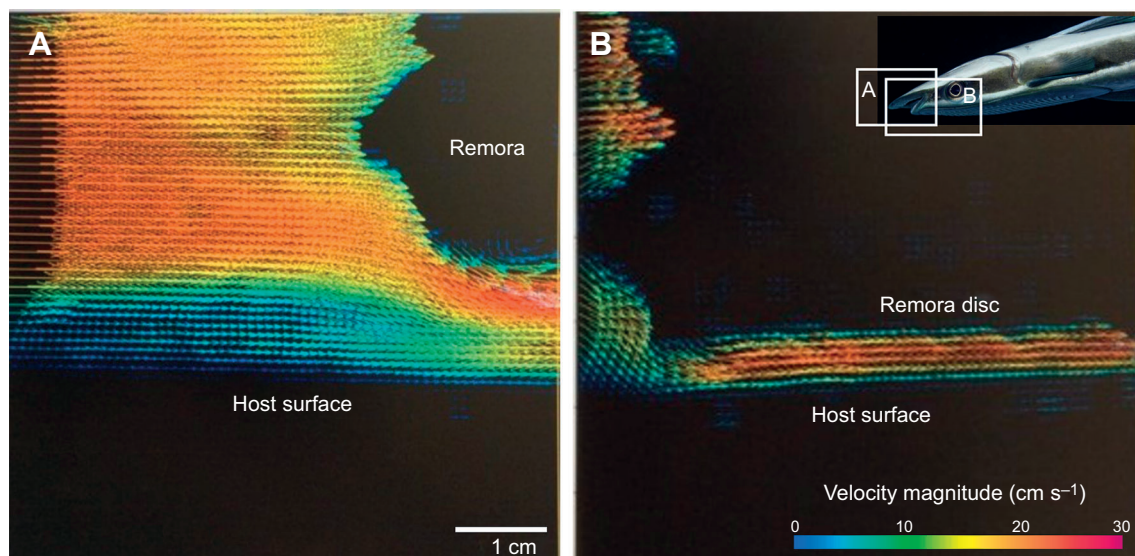 A
Remora
Host surface
1 cm
B
A
B
Remora disc
Host surface
Velocity magnitude (cm s⁻¹)
0 10 20 30